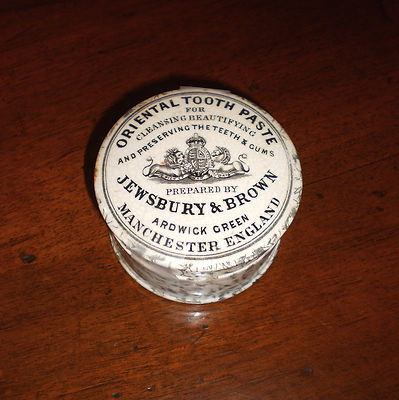 ORIENTAL TOOTH PASTE
FOR
CLEANSING BEAUTIFYING
AND PRESERVING THE TEETH & GUMS
PREPARED BY
JEWSBURY & BROWN
ARDWICK GREEN
MANCHESTER ENGLAND